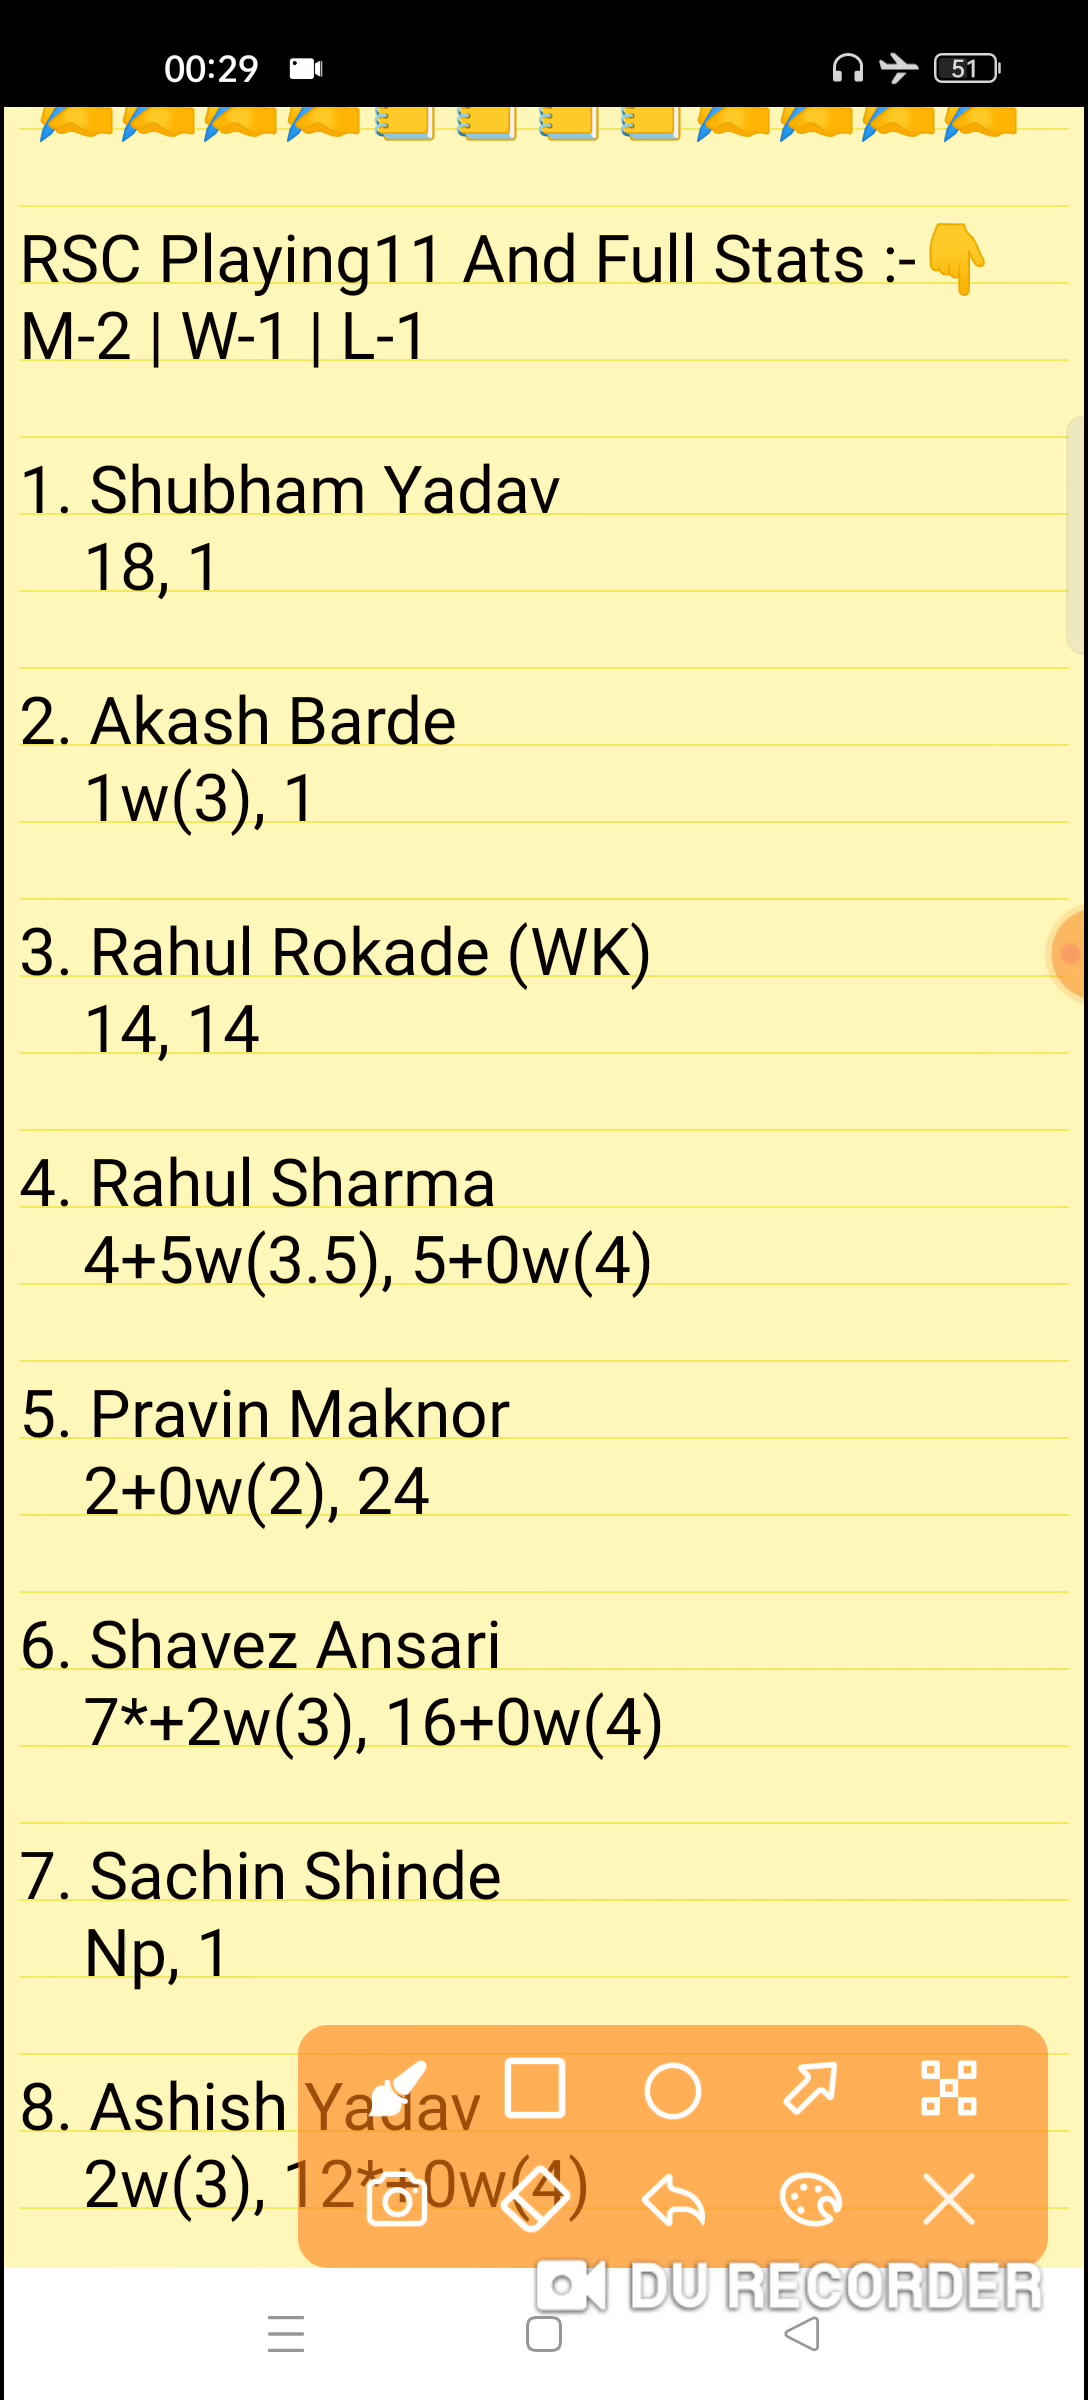 00:29 51
RSC Playing11 And Full Stats :-👇
M-2 | W-1 | L-1
1. Shubham Yadav
18, 1
2. Akash Barde
1w(3), 1
3. Rahul Rokade (WK)
14, 14
4. Rahul Sharma
4+5w(3.5), 5+0w(4)
5. Pravin Maknor
2+0w(2), 24
6. Shavez Ansari
7*+2w(3), 16+0w(4)
7. Sachin Shinde
Np, 1
8. Ashish Yadav
2w(3), 12*+0w(4)
DU RECORDER